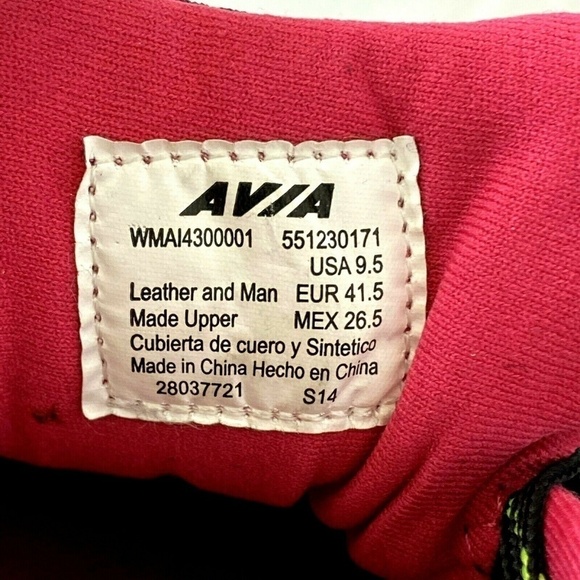 AVIA
WMAI4300001 551230171
USA 9.5
Leather and Man EUR 41.5
Made Upper MEX 26.5
Cubierta de cuero y Sintetico
Made in China Hecho en China
28037721 S14